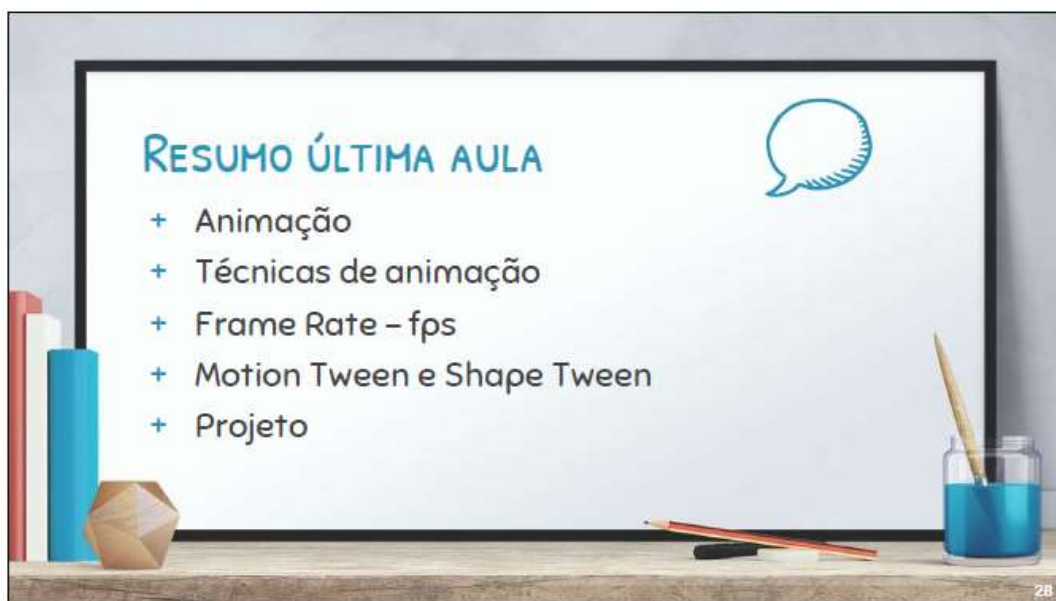 RESUMO ÚLTIMA AULA
+ Animação
+ Técnicas de animação
+ Frame Rate – fps
+ Motion Tween e Shape Tween
+ Projeto
28